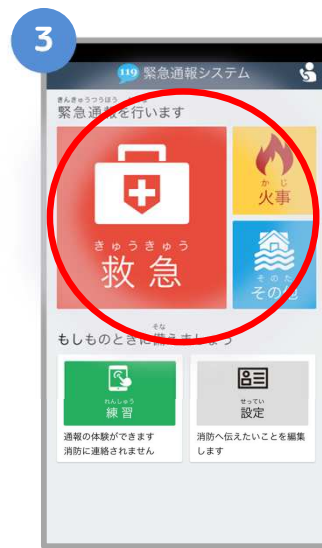 3
119 緊急通報システム
きんきゅうつうほう
緊急通報を行います
きゅうきゅう
救急
かじ
火事
そのた
その他
そな
もしものときに備えましょう
れんしゅう
練習
せってい
設定
通報の体験ができます
消防に連絡されません
消防へ伝えたいことを編集
します